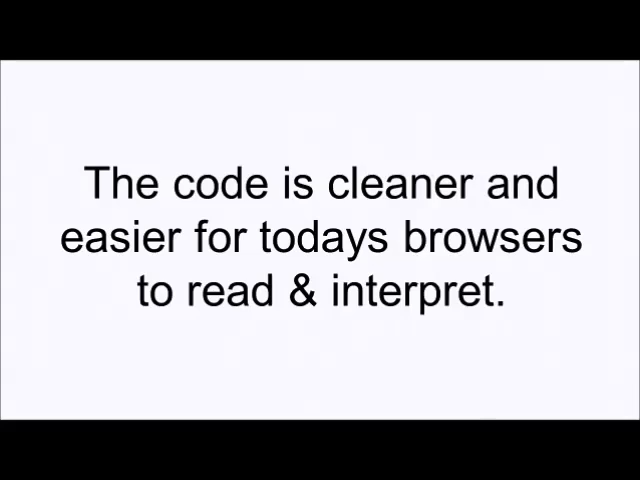 The code is cleaner and
easier for todays browsers
to read & interpret.